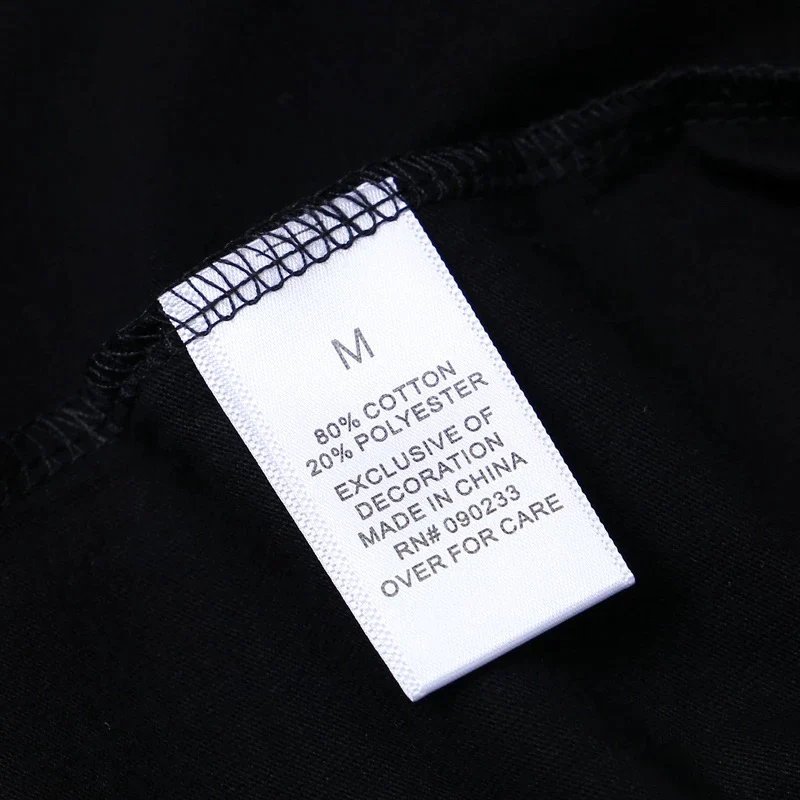 M
80% COTTON
20% POLYESTER
EXCLUSIVE OF
DECORATION
MADE IN CHINA
RN# 090233
OVER FOR CARE